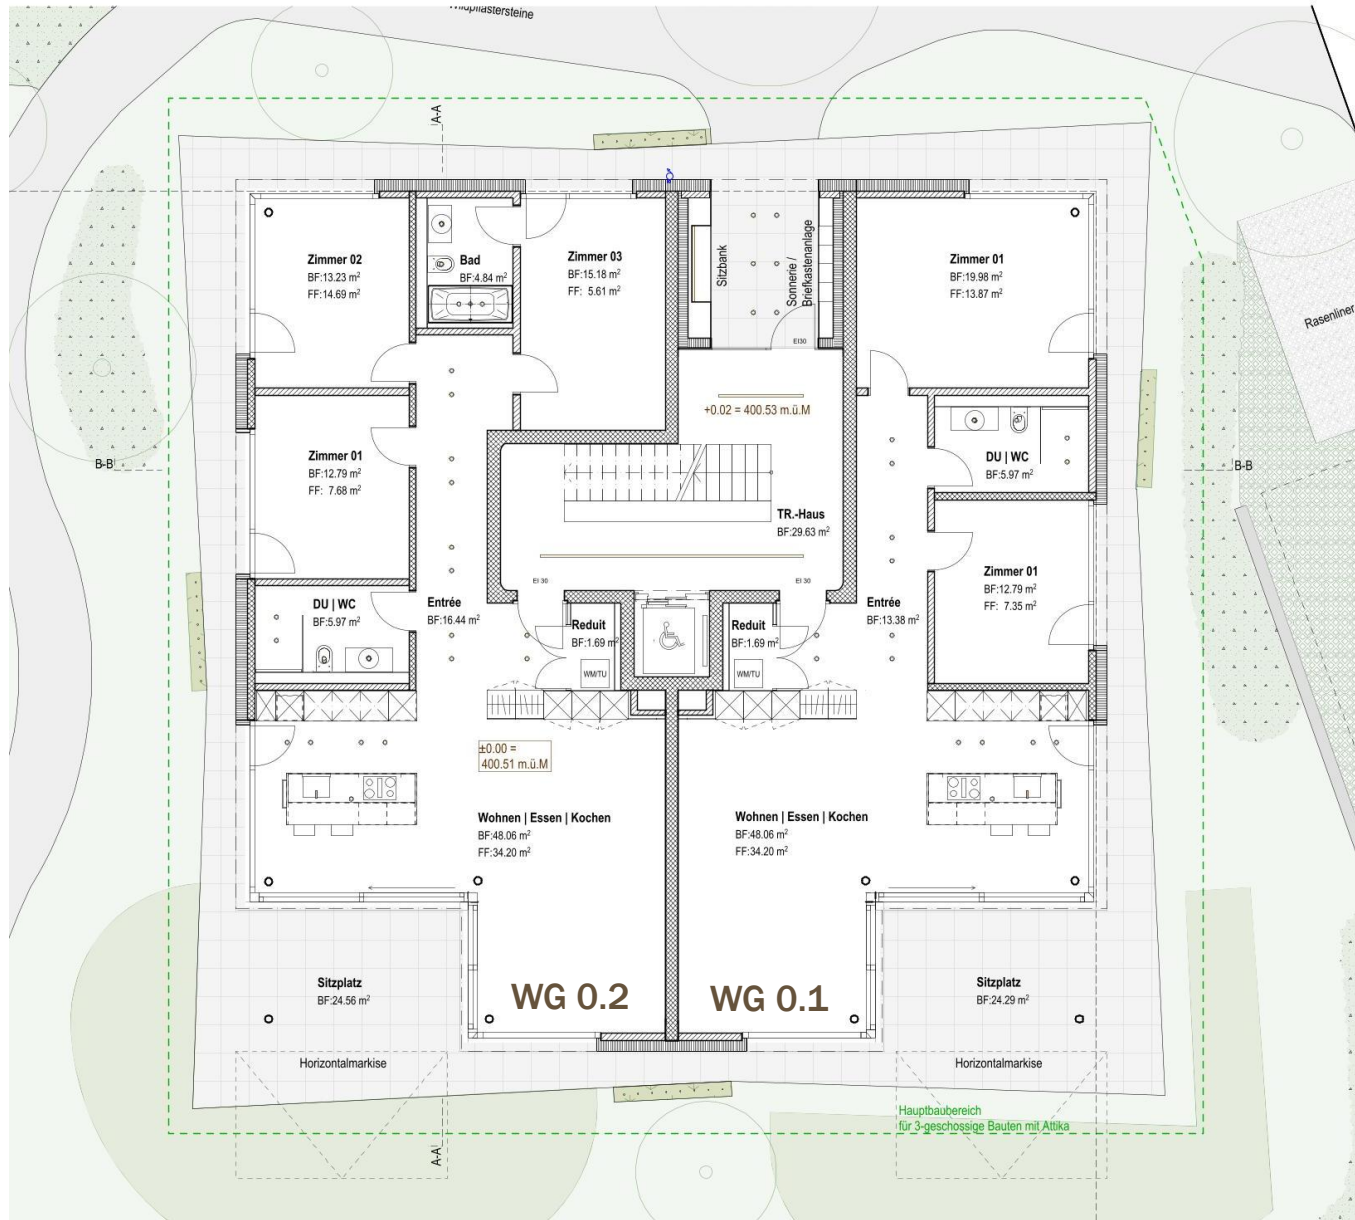 Wildpflastersteine
A-A
Zimmer 02
BF:13.23 m²
FF:14.69 m²
Bad
BF:4.84 m²
Zimmer 03
BF:15.18 m²
FF: 5.61 m²
Sitzbank
Sonnerie /
Briefkastenanlage
EI30
Zimmer 01
BF:19.98 m²
FF:13.87 m²
+0.02 = 400.53 m.ü.M
Zimmer 01
BF:12.79 m²
FF: 7.68 m²
B-B
DU | WC
BF:5.97 m²
B-B
TR.-Haus
BF:29.63 m²
Zimmer 01
BF:12.79 m²
FF: 7.35 m²
EI 30
EI 30
DU | WC
BF:5.97 m²
Entrée
BF:16.44 m²
Reduit
BF:1.69 m²
WM/TU
Reduit
BF:1.69 m²
WM/TU
Entrée
BF:13.38 m²
±0.00 =
400.51 m.ü.M
Wohnen | Essen | Kochen
BF:48.06 m²
FF:34.20 m²
Wohnen | Essen | Kochen
BF:48.06 m²
FF:34.20 m²
Sitzplatz
BF:24.56 m²
WG 0.2
WG 0.1
Sitzplatz
BF:24.29 m²
Horizontalmarkise
Horizontalmarkise
Hauptbaubereich
für 3-geschossige Bauten mit Attika
A-A